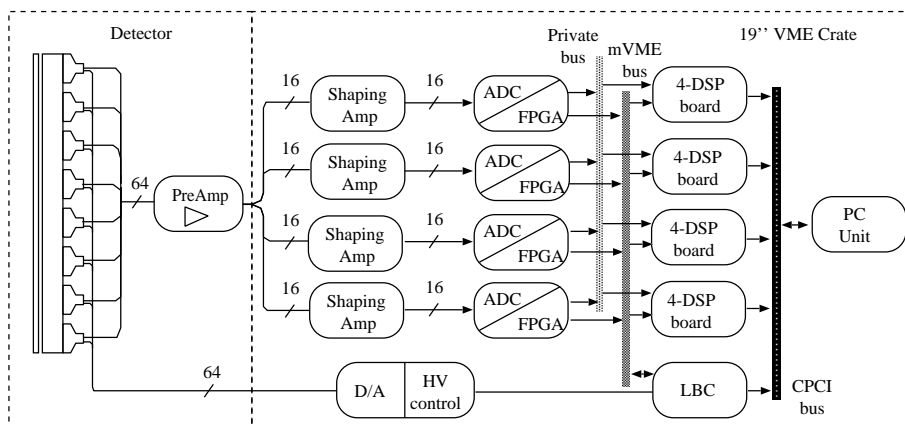 Detector
Private
bus
mVME
bus
19’’ VME Crate
16
Shaping
Amp
16
ADC
FPGA
4-DSP
board
16
Shaping
Amp
16
ADC
FPGA
4-DSP
board
64
PreAmp
16
Shaping
Amp
16
ADC
FPGA
4-DSP
board
PC
Unit
16
Shaping
Amp
16
ADC
FPGA
4-DSP
board
64
D/A
HV
control
LBC
CPCI
bus